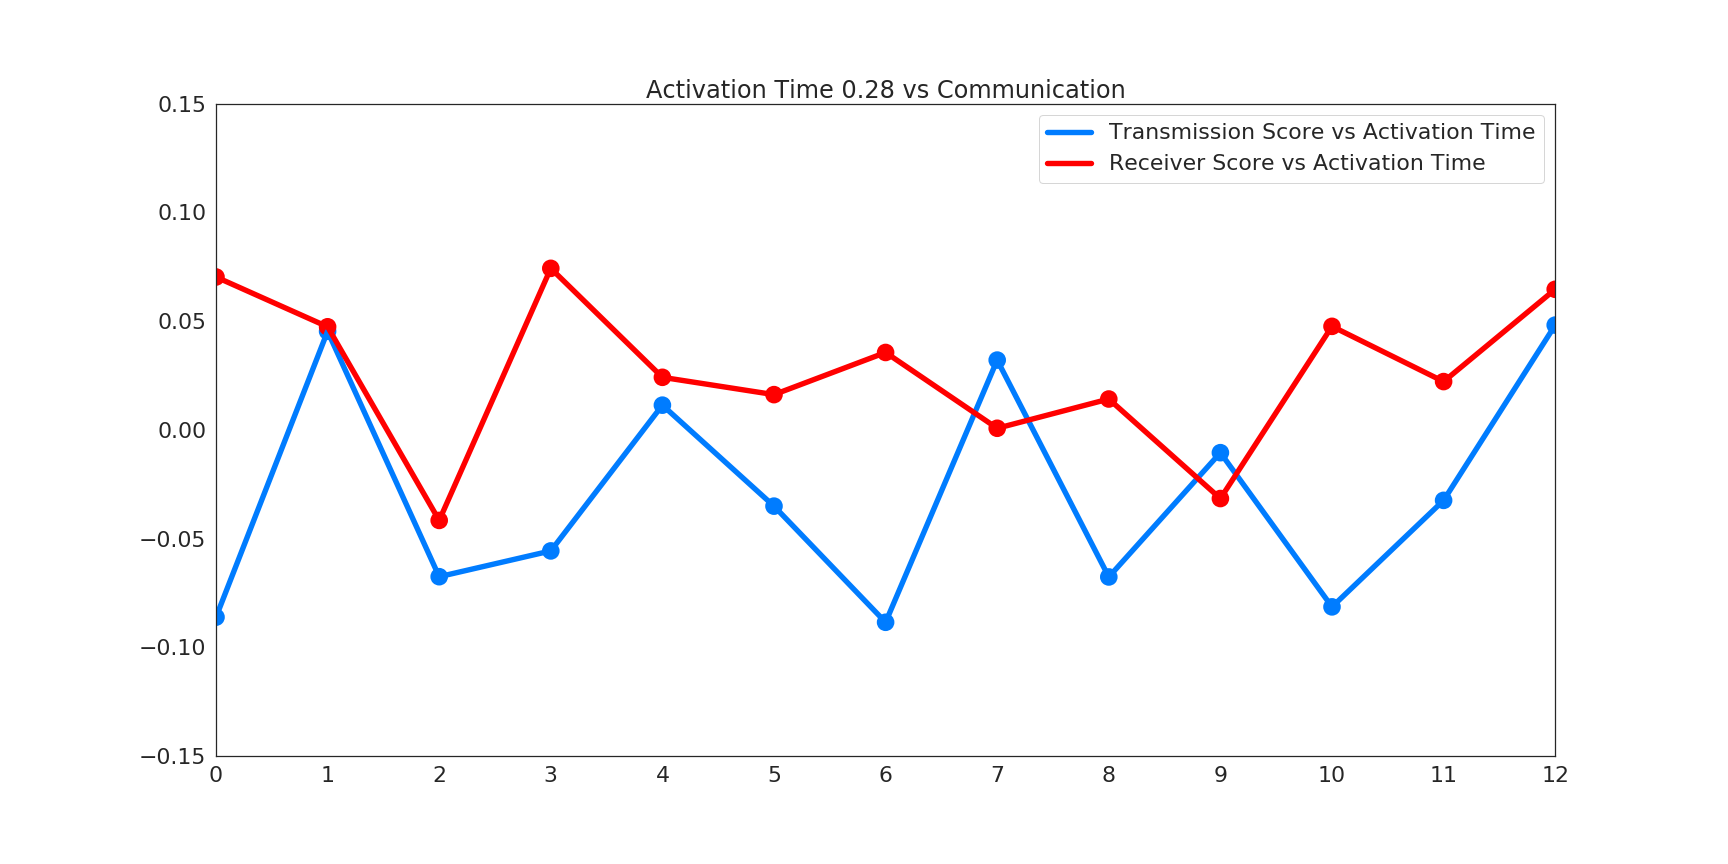 Activation Time 0.28 vs Communication
Transmission Score vs Activation Time
Receiver Score vs Activation Time
0.15
0.10
0.05
0.00
−0.05
−0.10
−0.15
0 1 2 3 4 5 6 7 8 9 10 11 12